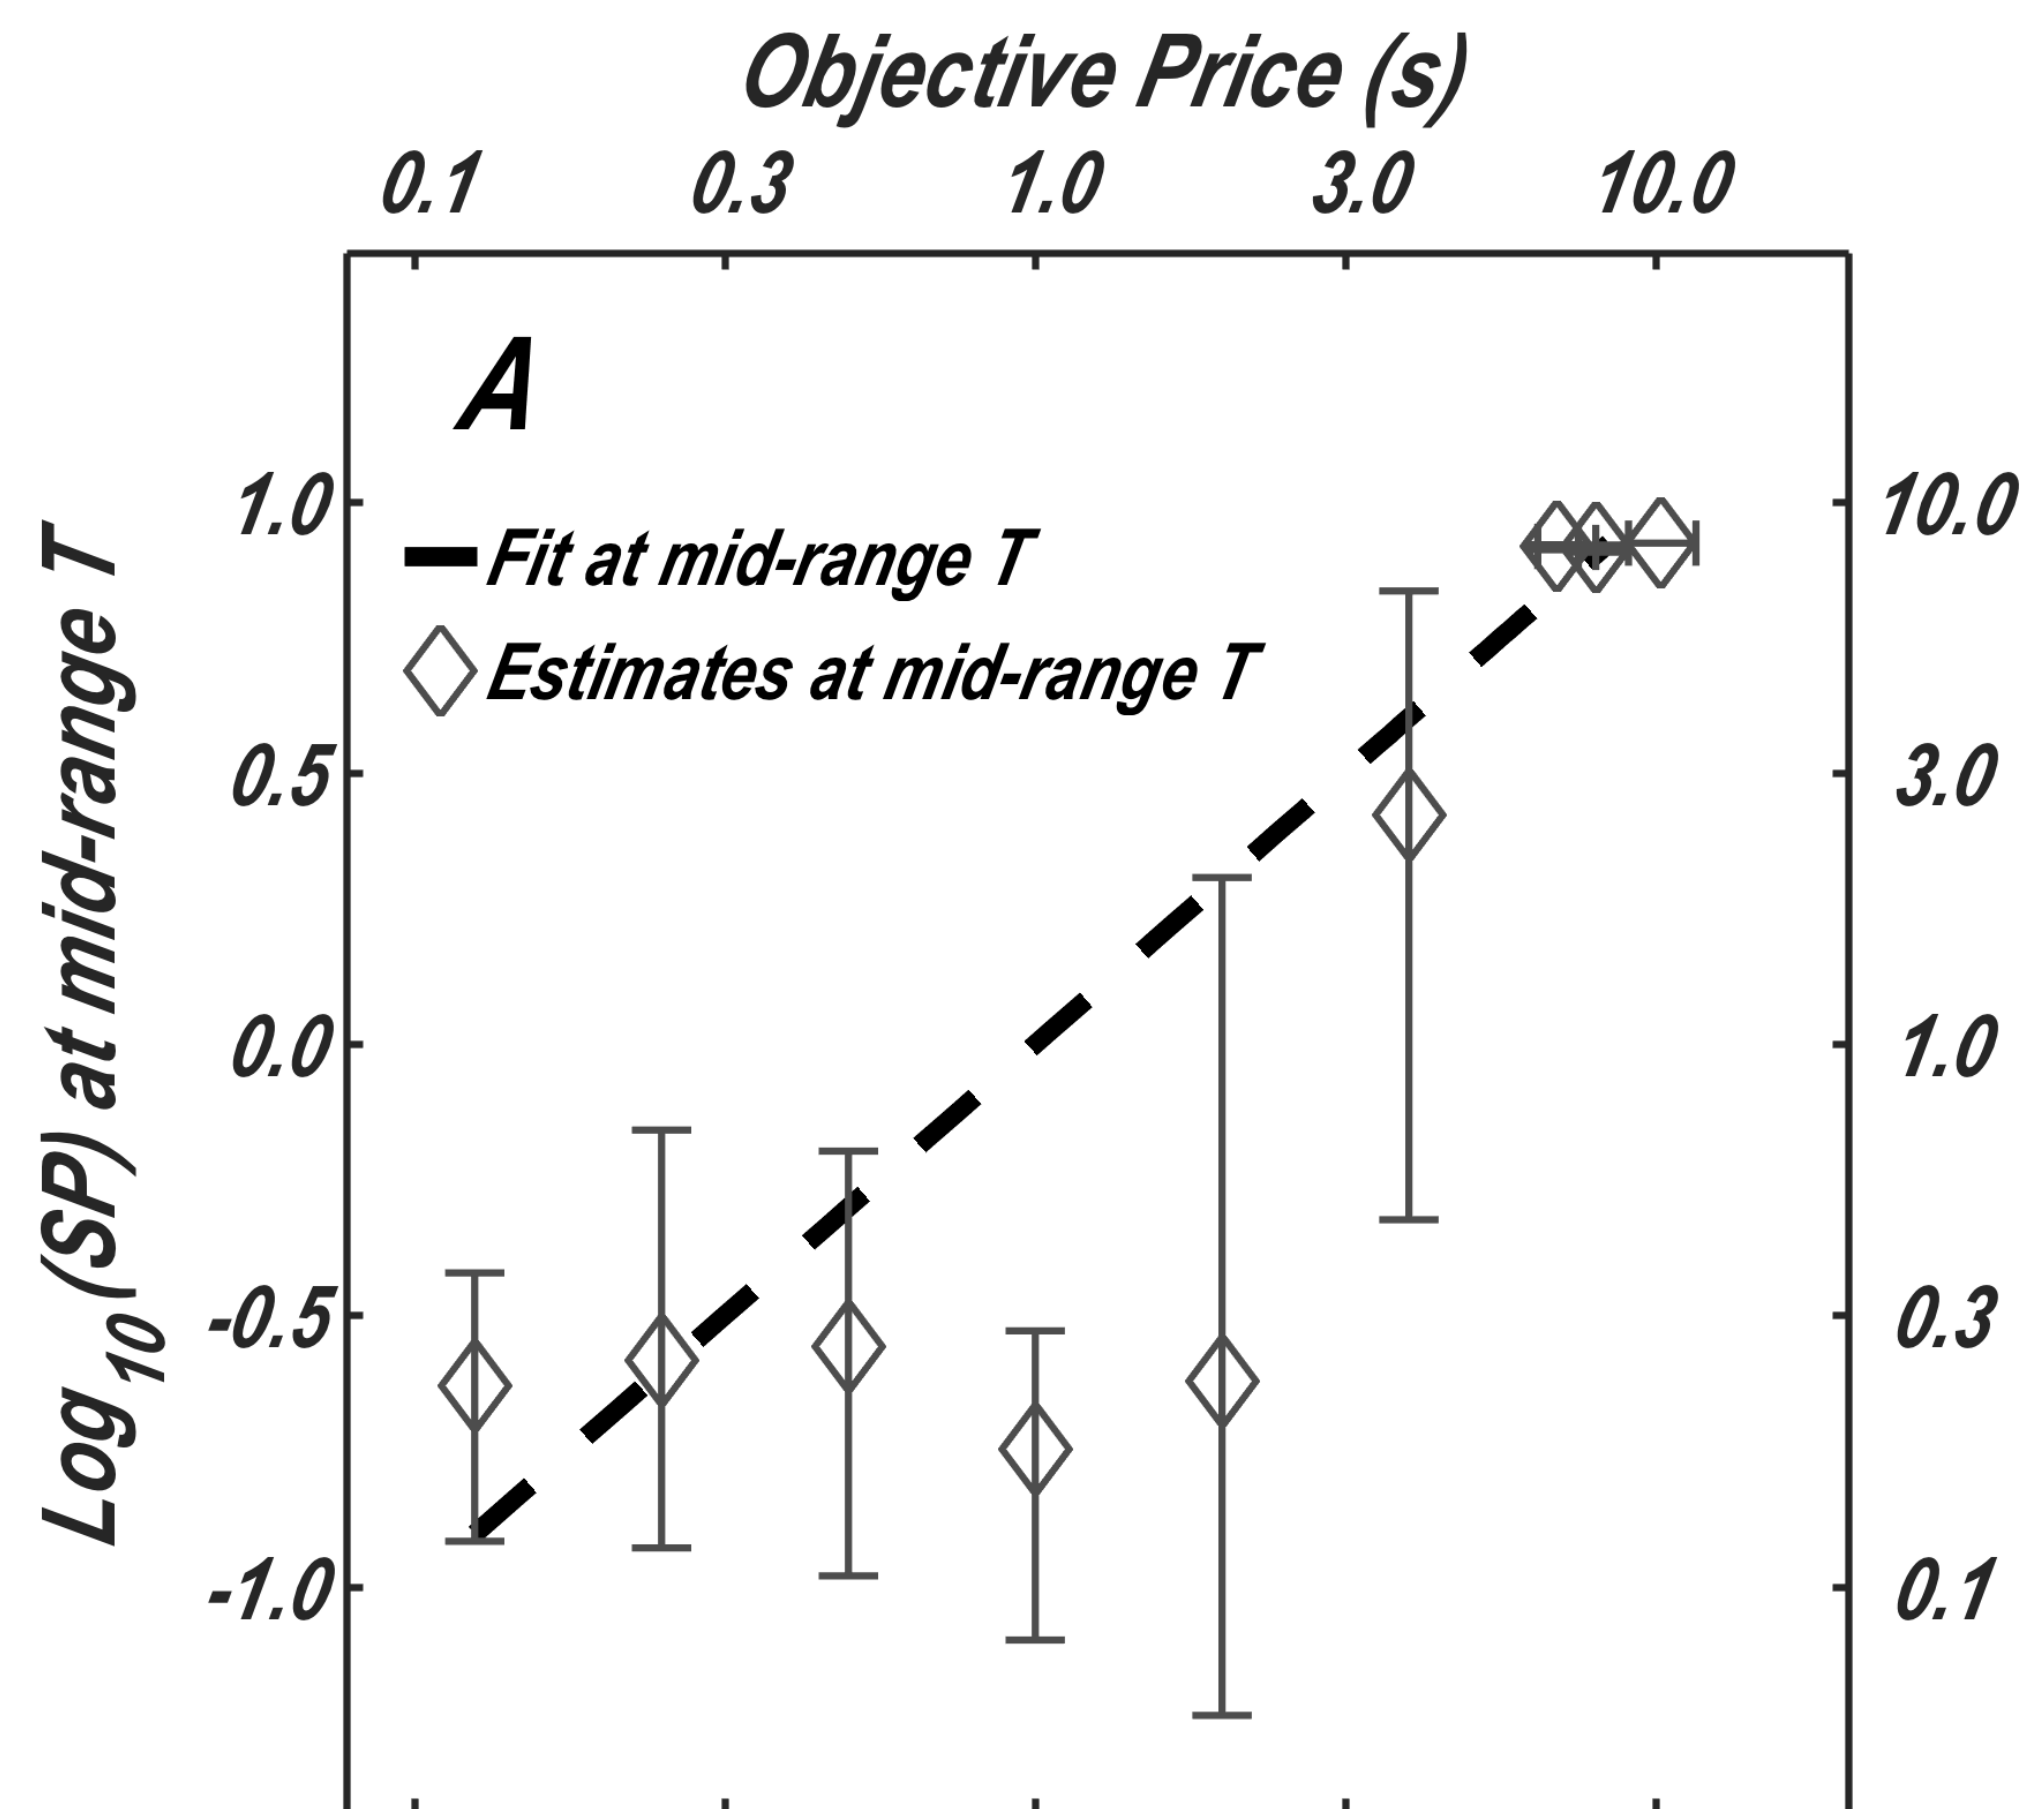 Objective Price (s)
0.1 0.3 1.0 3.0 10.0
A
Fit at mid-range T
Estimates at mid-range T
Log10(SP) at mid-range T
1.0
0.5
0.0
-0.5
-1.0
10.0
3.0
1.0
0.3
0.1